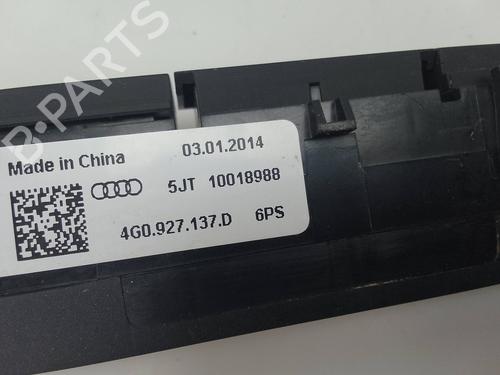 B-PARTS
Made in China 03.01.2014
5JT 10018988
4G0.927.137.D 6PS